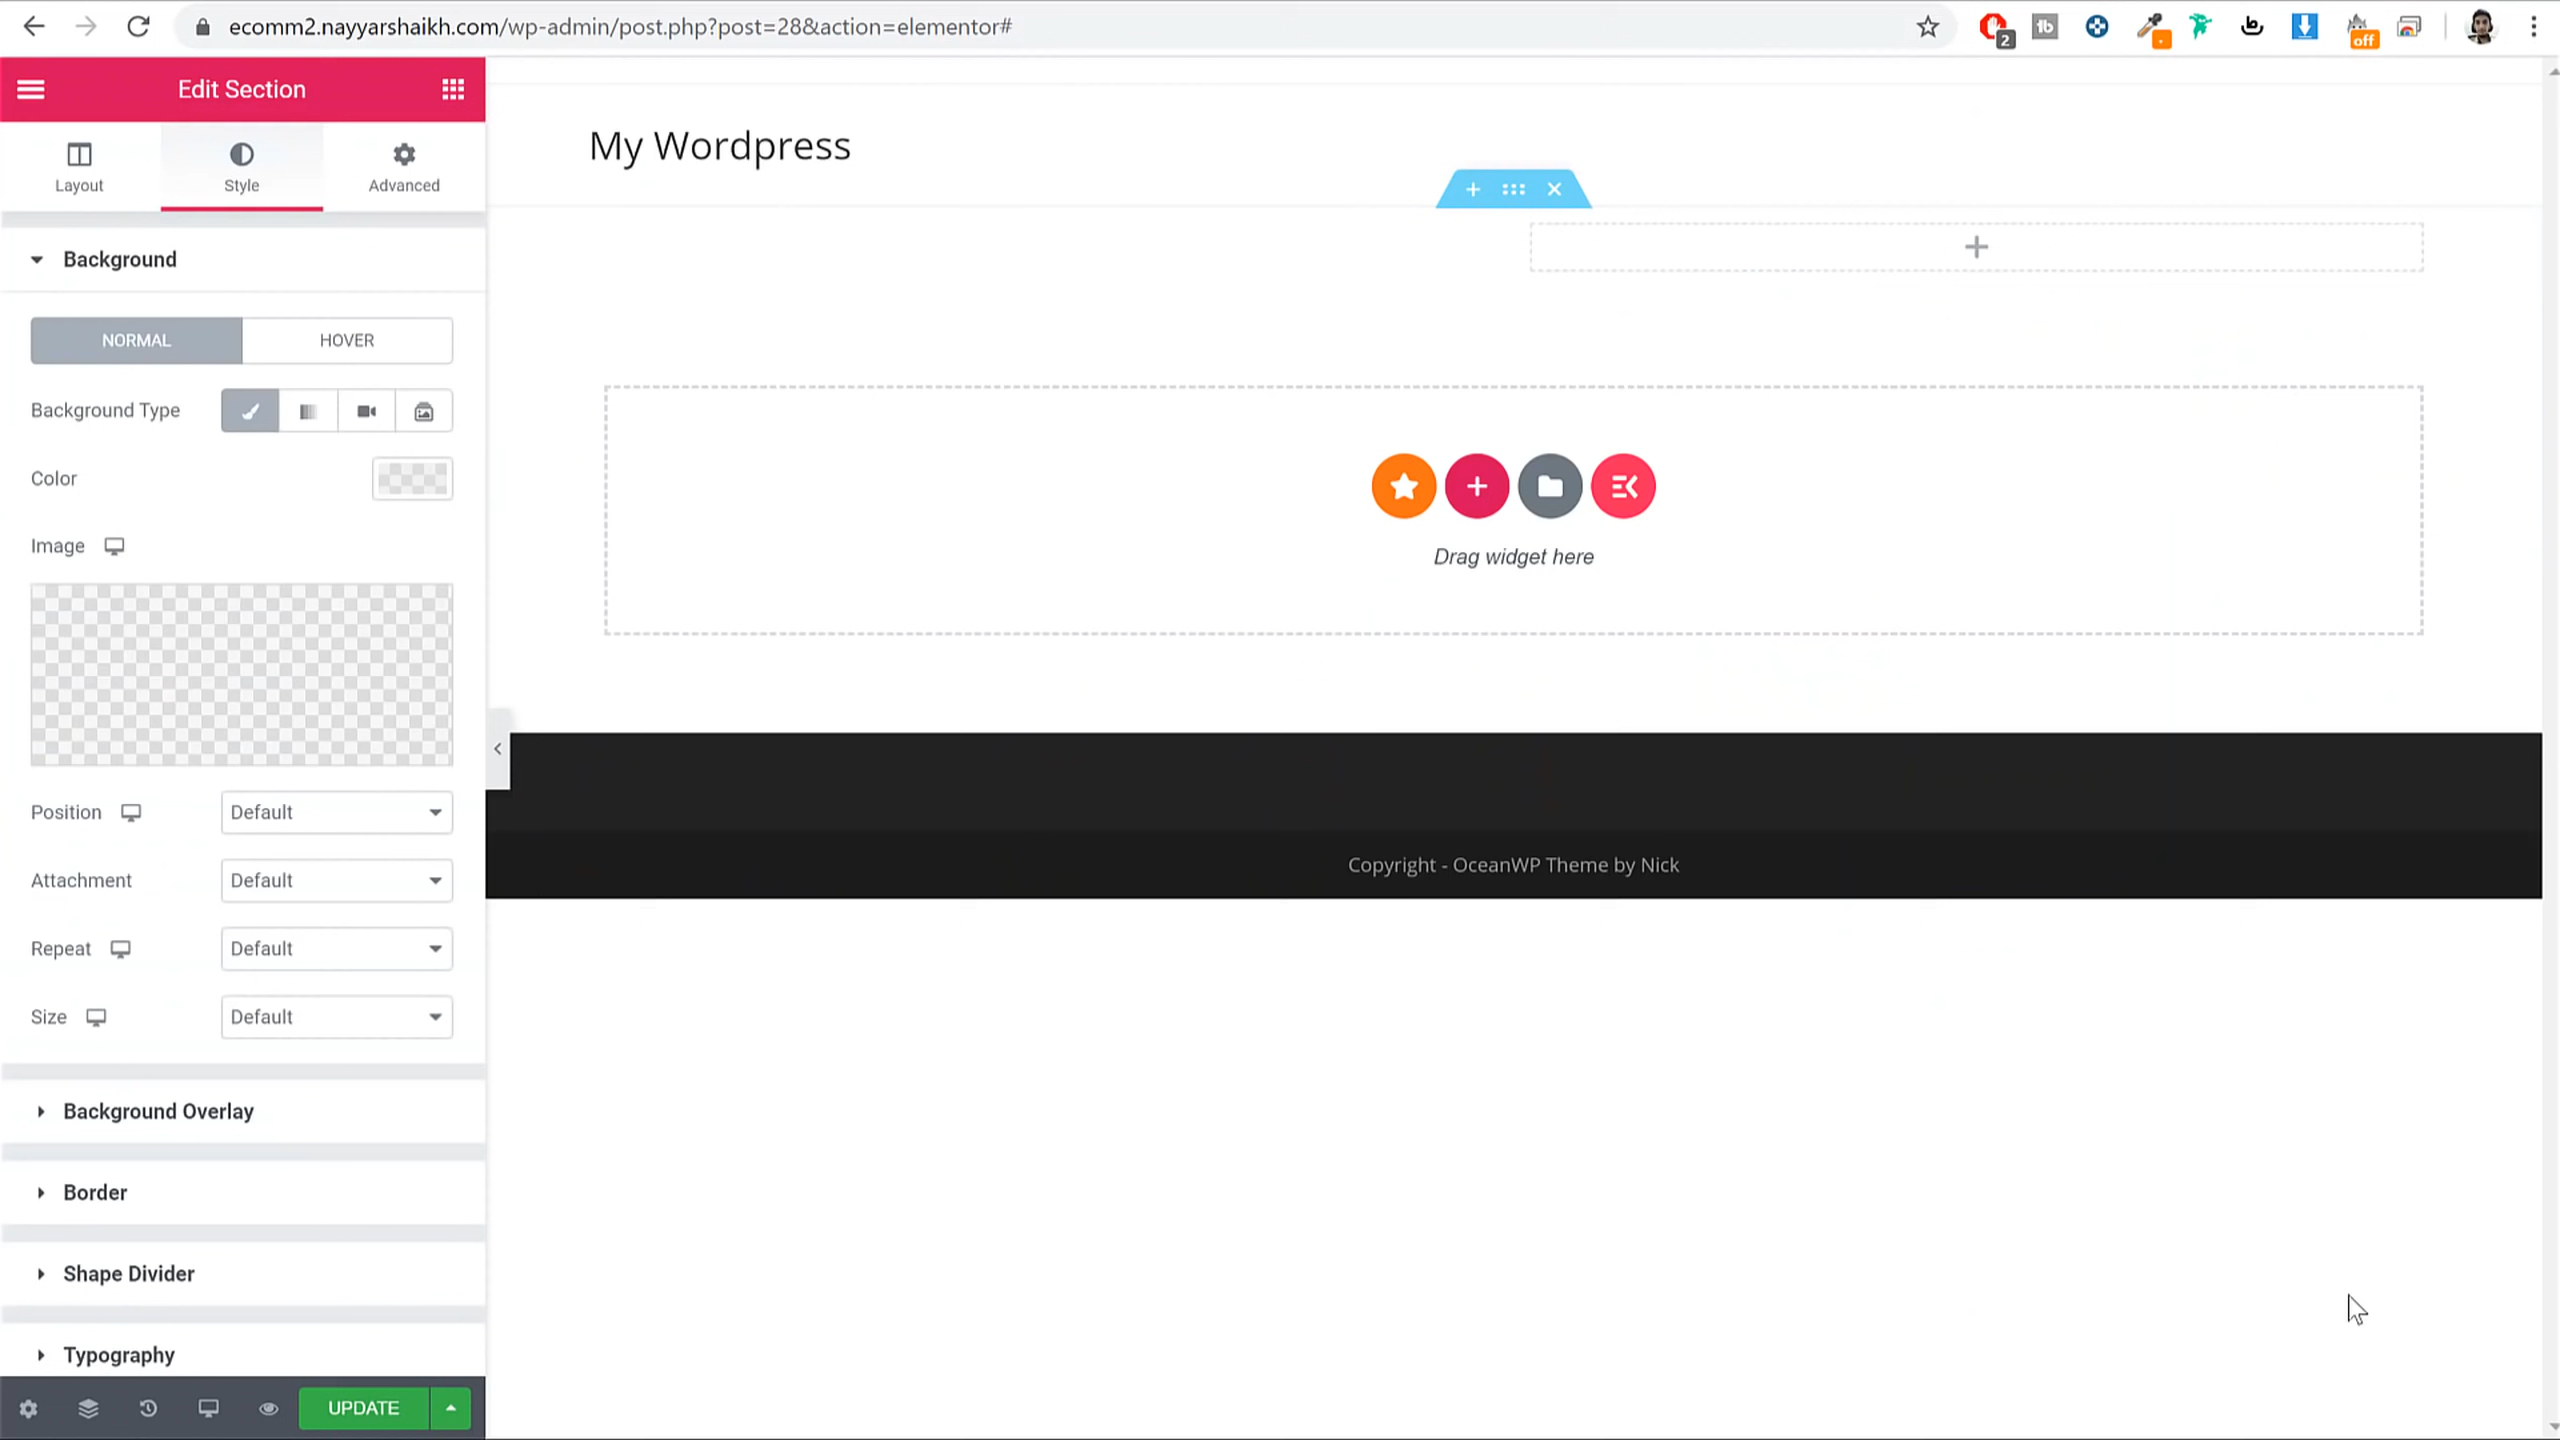 ecomm2.nayyarshaikh.com/wp-admin/post.php?post=28&action=elementor#
2
off
Edit Section
Layout
Style
Advanced
Background
NORMAL
HOVER
Background Type
Color
Image
Position
Default
Attachment
Default
Repeat
Default
Size
Default
Background Overlay
Border
Shape Divider
Typography
UPDATE
My Wordpress
Drag widget here
Copyright - OceanWP Theme by Nick